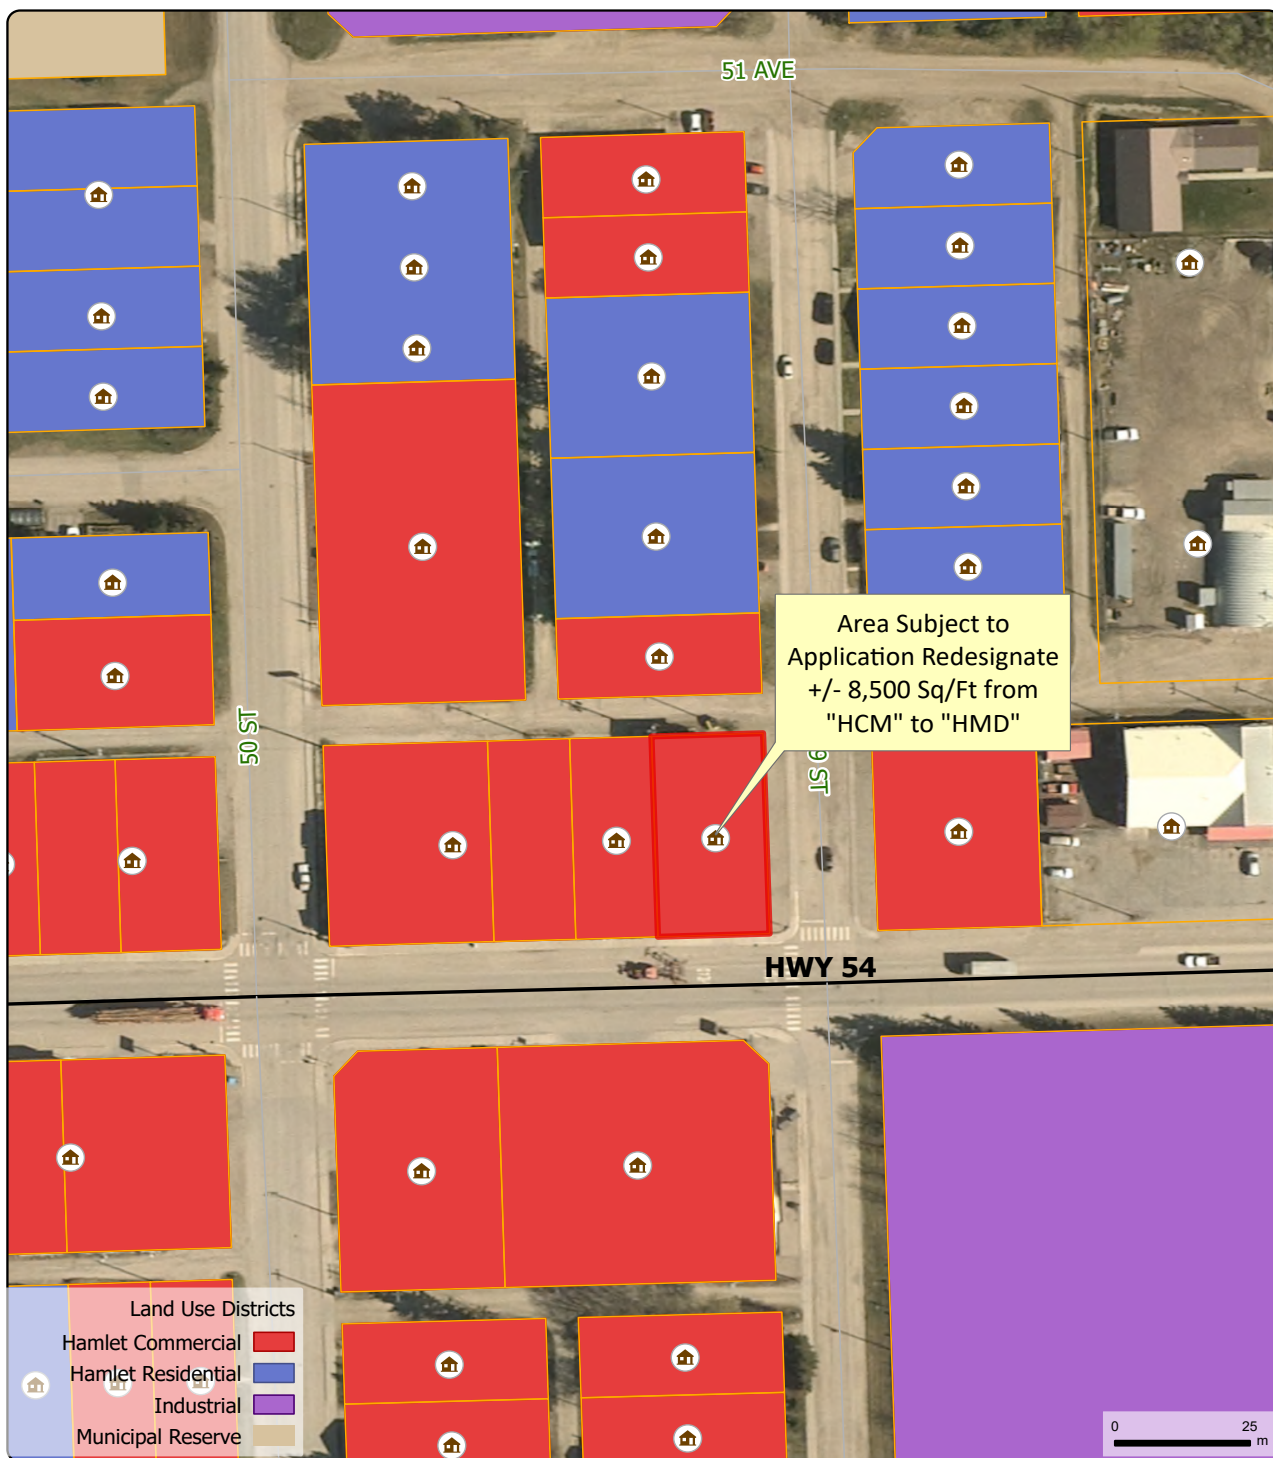 51 AVE
Area Subject to
Application Redesignate
+/- 8,500 Sq/Ft from
"HCM" to "HMD"
50 ST
9 ST
HWY 54
Land Use Districts
Hamlet Commercial
Hamlet Residential
Industrial
Municipal Reserve
0 25
m